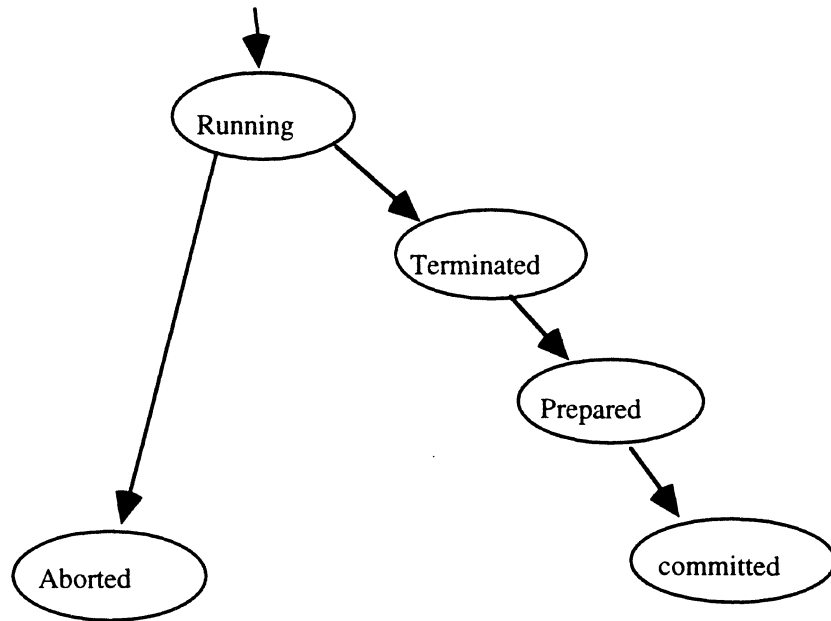 Running
Terminated
Prepared
committed
Aborted